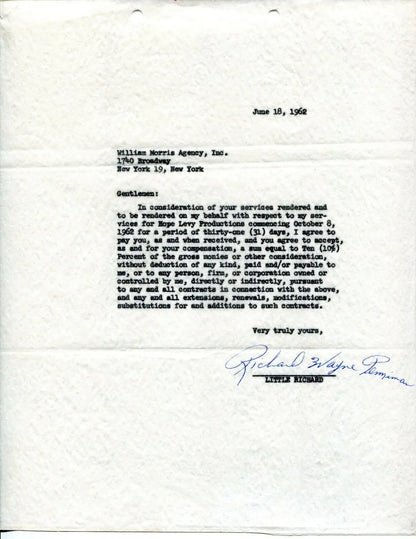 June 18, 1962
William Morris Agency, Inc.
1740 Broadway
New York 19, New York
Gentlemen:
In consideration of your services rendered and
to be rendered on my behalf with respect to my ser-
vices for Hope Levy Productions commencing October 8,
1962 for a period of thirty-one (31) days, I agree to
pay you, as and when received, and you agree to accept,
as and for your compensation, a sum equal to Ten (10%)
Percent of the gross monies or other consideration,
without deduction of any kind, paid and/or payable to
me, or to any person, firm, or corporation owned or
controlled by me, directly or indirectly, pursuant
to any and all contracts in connection with the above,
and any and all extensions, renewals, modifications,
substitutions for and additions to such contracts.
Very truly yours,
Richard Wayne Penniman
LITTLE RICHARD